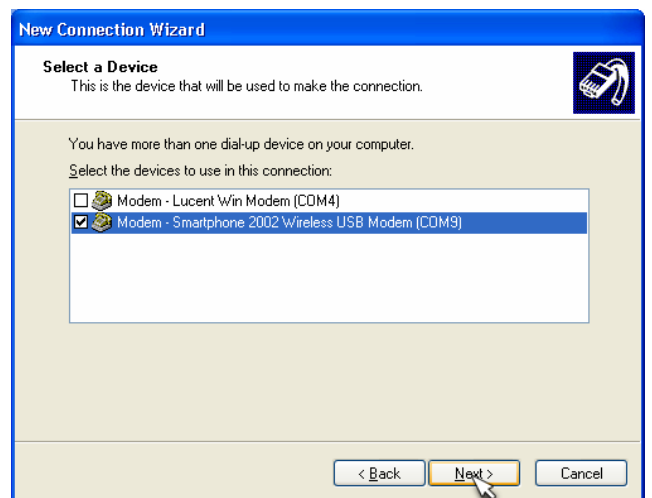 New Connection Wizard
Select a Device
This is the device that will be used to make the connection.
You have more than one dial-up device on your computer.
Select the devices to use in this connection:
Modem - Lucent Win Modem (COM4)
Modem - Smartphone 2002 Wireless USB Modem (COM9)
< Back Next > Cancel